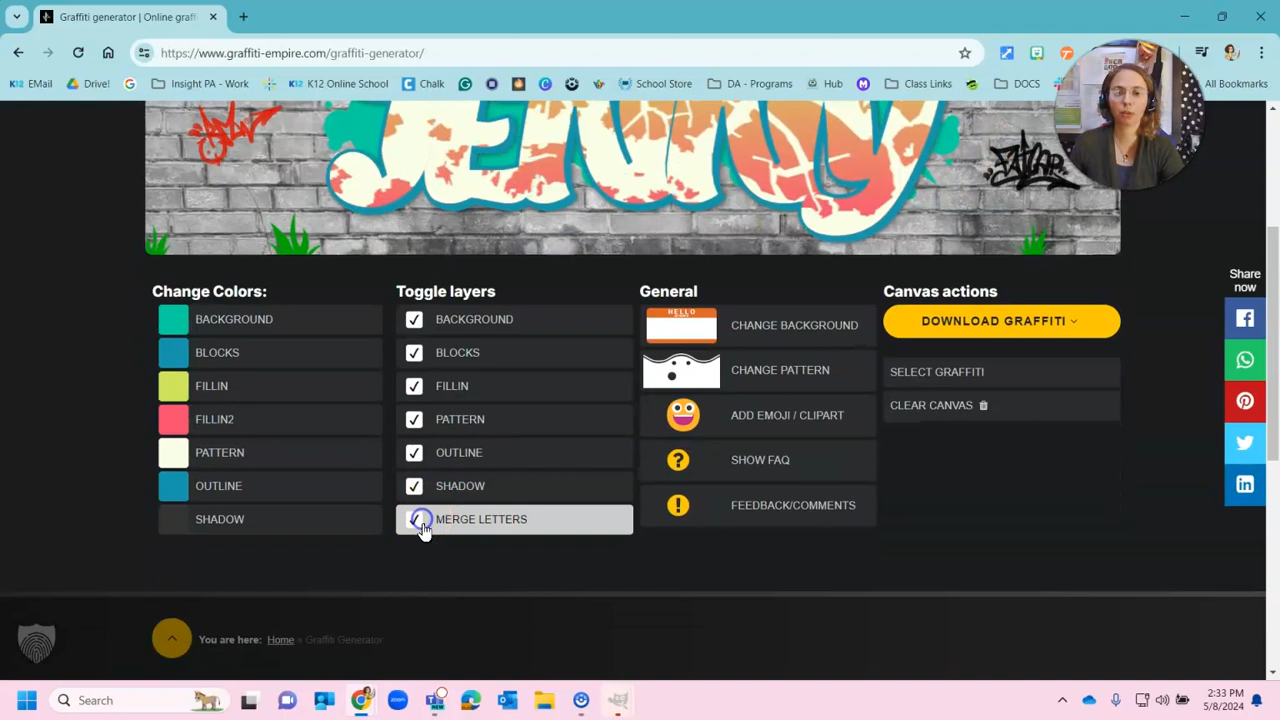 Graffiti generator | Online graf
https://www.graffiti-empire.com/graffiti-generator/
K12 EMail
Drive!
Insight PA - Work
K12 Online School
Chalk
School Store
DA - Programs
Hub
Class Links
DOCS
All Bookmarks
JENNY
Change Colors:
BACKGROUND
BLOCKS
FILLIN
FILLIN2
PATTERN
OUTLINE
SHADOW
Toggle layers
BACKGROUND
BLOCKS
FILLIN
PATTERN
OUTLINE
SHADOW
MERGE LETTERS
General
HELLO
CHANGE BACKGROUND
CHANGE PATTERN
ADD EMOJI / CLIPART
? SHOW FAQ
! FEEDBACK/COMMENTS
Canvas actions
DOWNLOAD GRAFFITI
SELECT GRAFFITI
CLEAR CANVAS
Share
now
You are here: Home » Graffiti Generator
Search
NEW
2:33 PM
5/8/2024